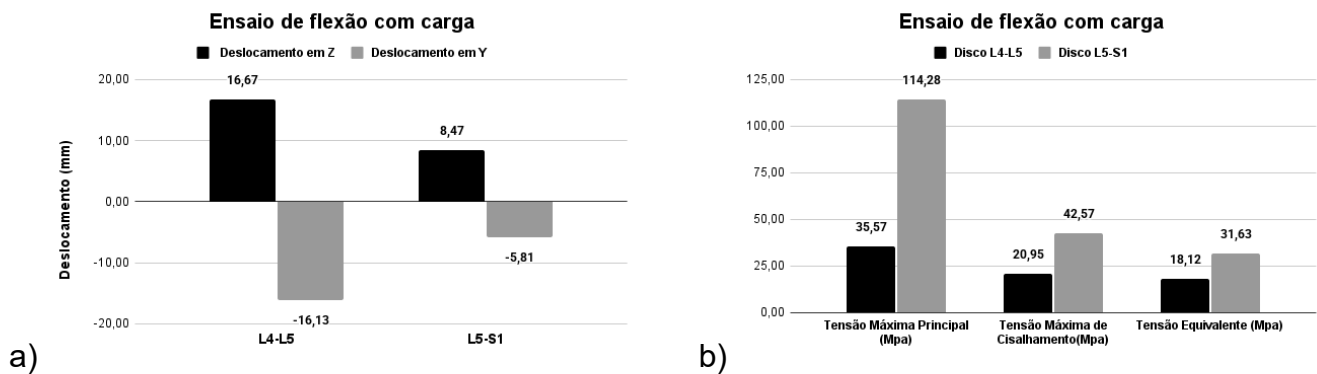 Ensaio de flexão com carga
Deslocamento em Z
Deslocamento em Y
Deslocamento (mm)
20,00
10,00
0,00
-10,00
-20,00
16,67
8,47
-5,81
-16,13
L4-L5
L5-S1
a)
Ensaio de flexão com carga
Disco L4-L5
Disco L5-S1
125,00
100,00
75,00
50,00
25,00
0,00
114,28
35,57
20,95
42,57
18,12
31,63
Tensão Máxima Principal
(Mpa)
Tensão Máxima de
Cisalhamento(Mpa)
Tensão Equivalente (Mpa)
b)